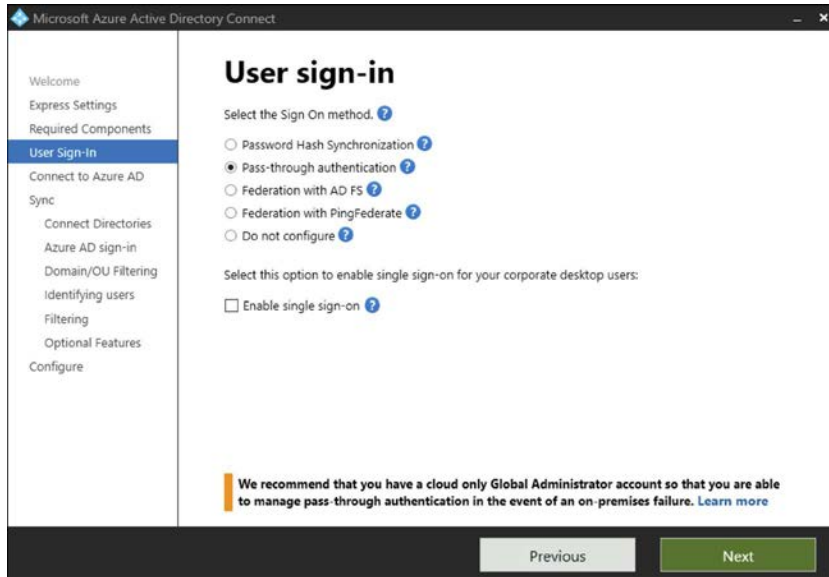 Microsoft Azure Active Directory Connect
Welcome
Express Settings
Required Components
User Sign-In
Connect to Azure AD
Sync
Connect Directories
Azure AD sign-in
Domain/OU Filtering
Identifying users
Filtering
Optional Features
Configure
User sign-in
Select the Sign On method. ?
Password Hash Synchronization ?
Pass-through authentication ?
Federation with AD FS ?
Federation with PingFederate ?
Do not configure ?
Select this option to enable single sign-on for your corporate desktop users:
Enable single sign-on ?
We recommend that you have a cloud only Global Administrator account so that you are able
to manage pass-through authentication in the event of an on-premises failure. Learn more
Previous
Next